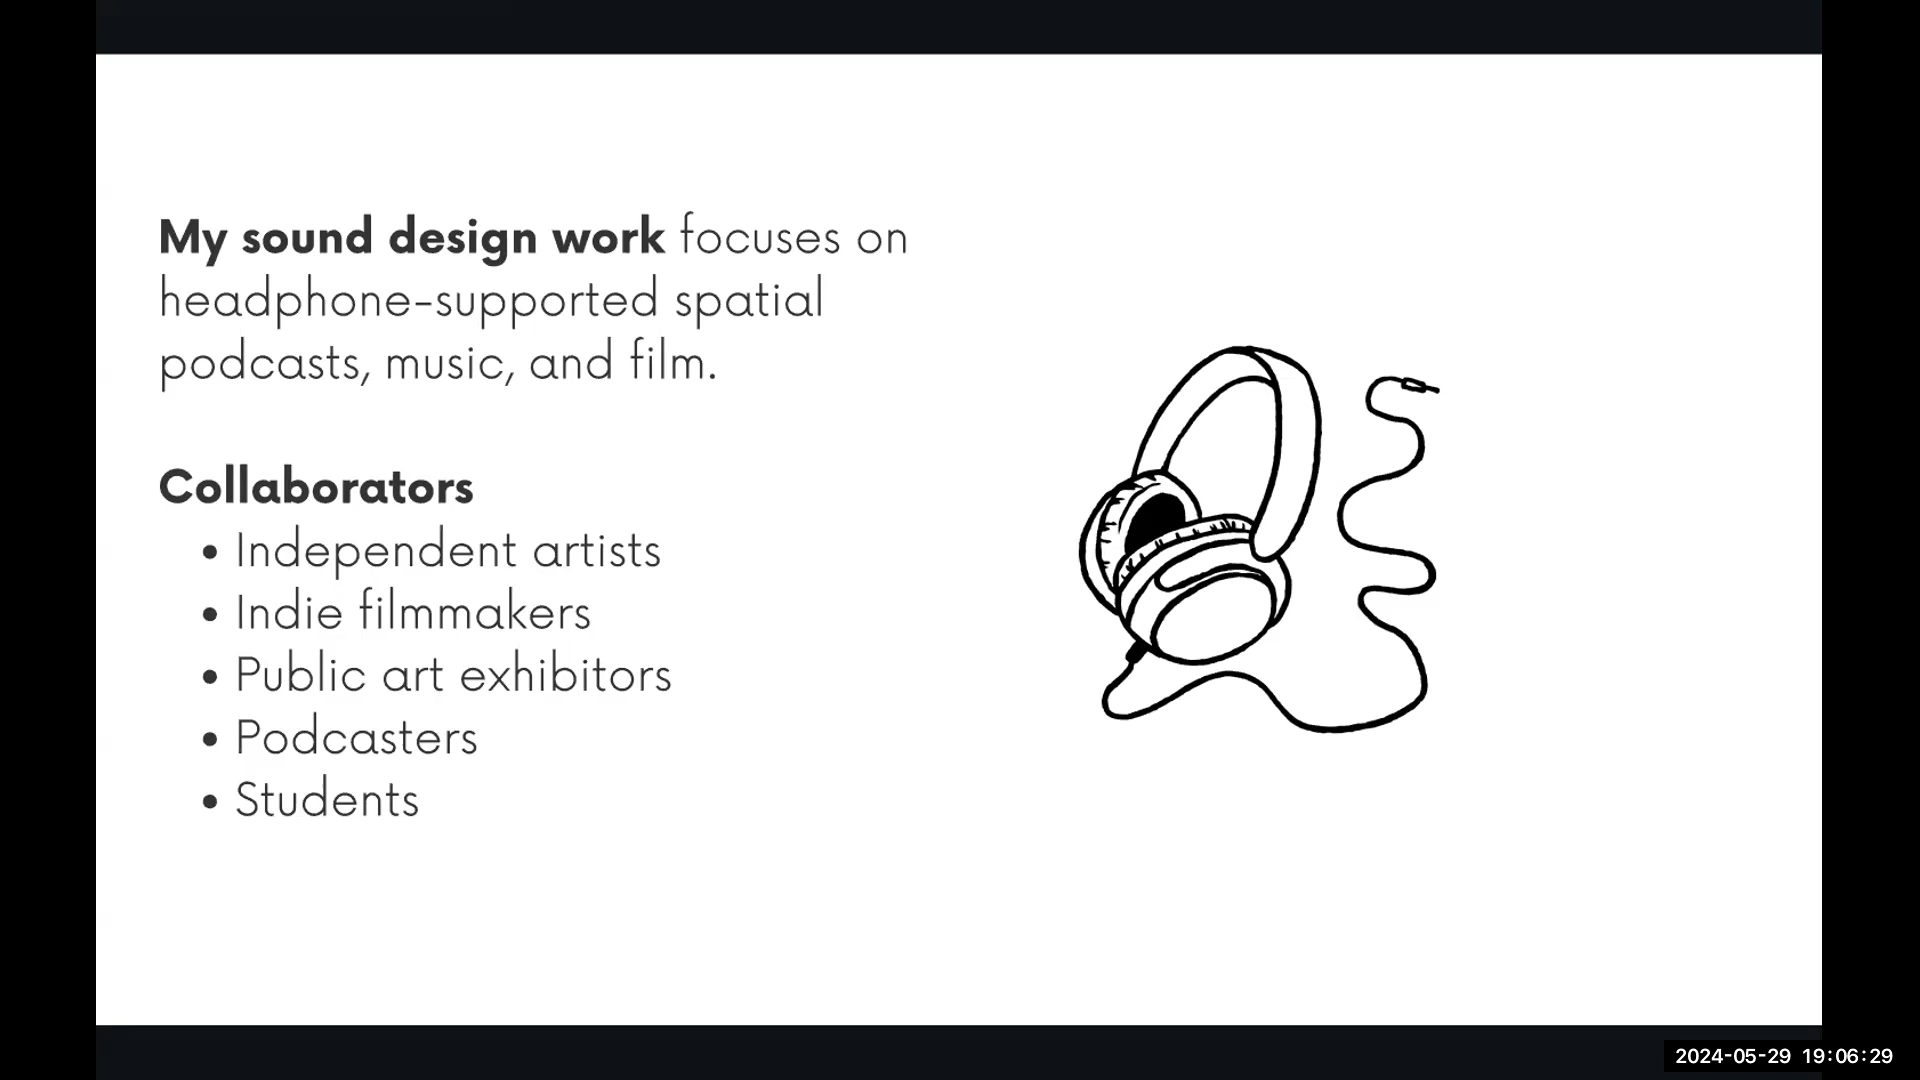 My sound design work focuses on
headphone-supported spatial
podcasts, music, and film.
Collaborators
• Independent artists
• Indie filmmakers
• Public art exhibitors
• Podcasters
• Students
2024-05-29 19:06:29